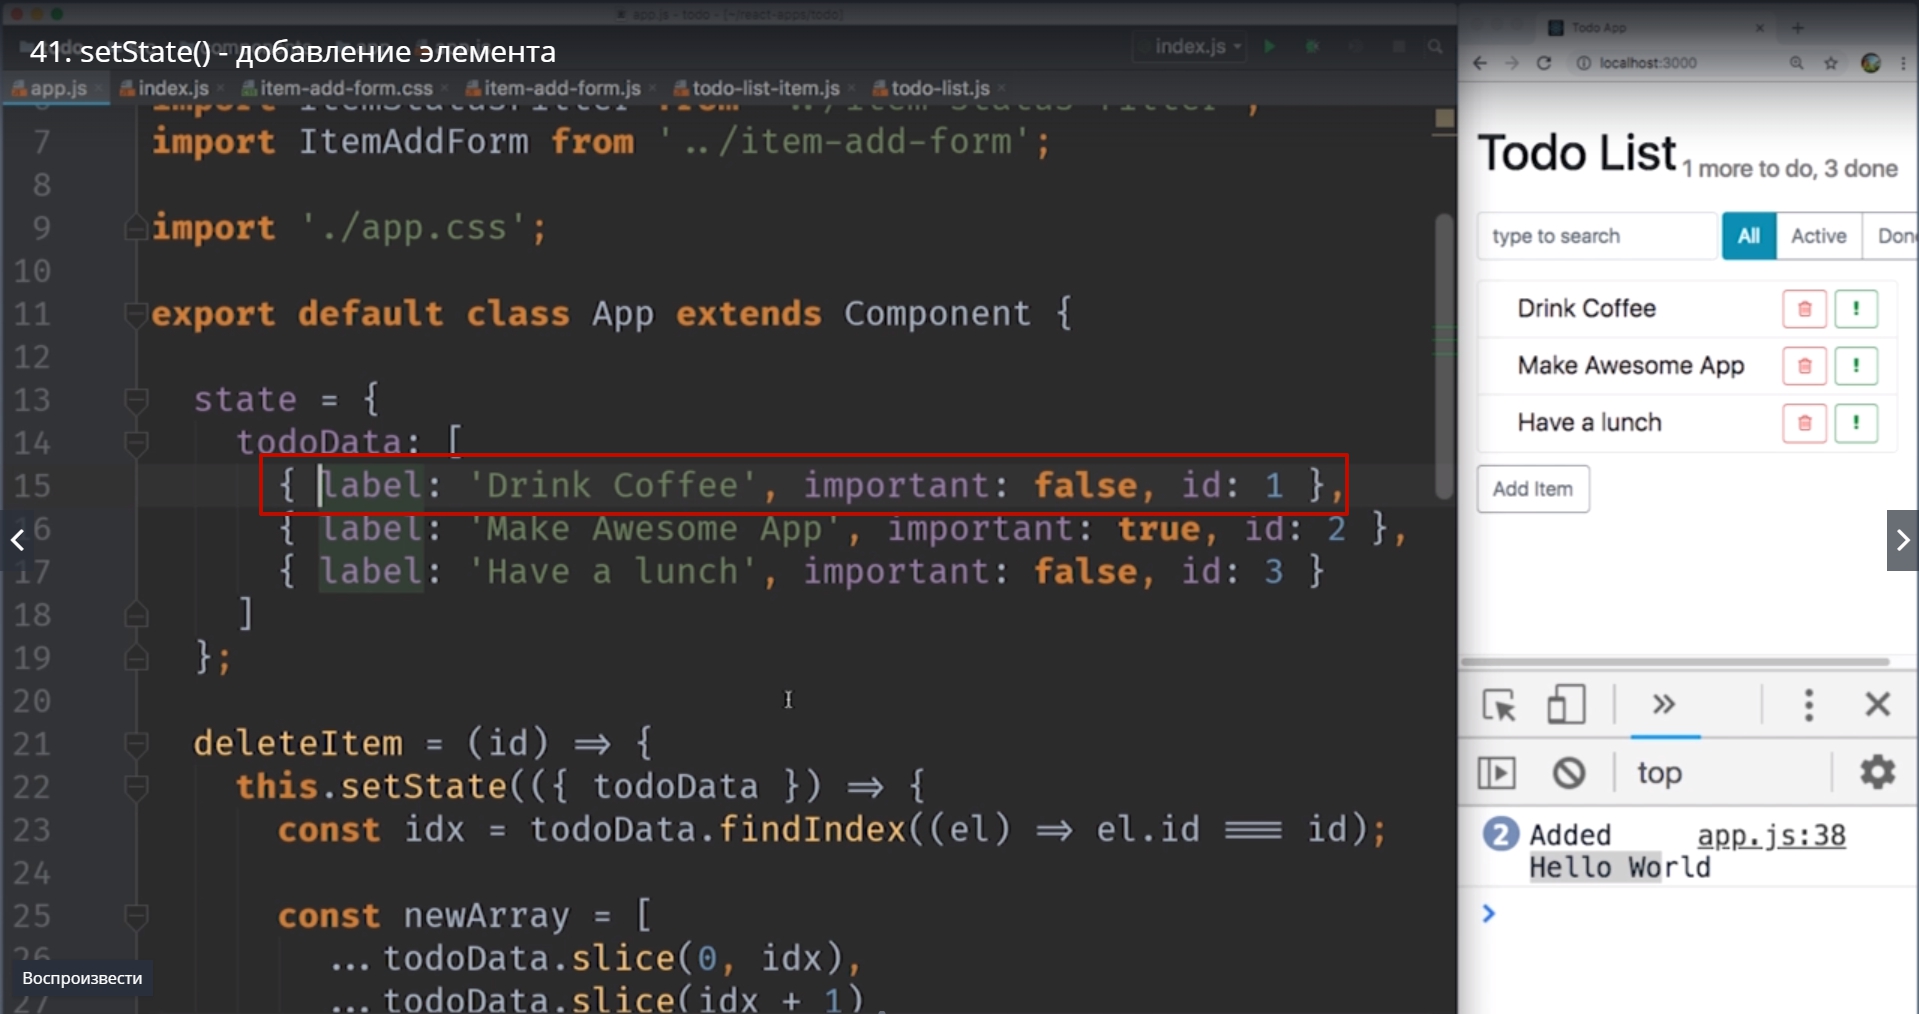 app.js - todo - [~/react-apps/todo]
41. setState() - добавление элемента
index.js
app.js index.js item-add-form.css item-add-form.js todo-list-item.js todo-list.js
7 import ItemAddForm from '../item-add-form';
8
9 import './app.css';
10
11 export default class App extends Component {
12
13 state = {
14 todoData: [
15 { label: 'Drink Coffee', important: false, id: 1 },
16 { label: 'Make Awesome App', important: true, id: 2 },
17 { label: 'Have a lunch', important: false, id: 3 }
18 ]
19 };
20
21 deleteItem = (id) => {
22 this.setState(({ todoData }) => {
23 const idx = todoData.findIndex((el) => el.id === id);
24
25 const newArray = [
26 ...todoData.slice(0, idx),
27 ...todoData.slice(idx + 1)
Воспроизвести
Todo App
localhost:3000
Todo List 1 more to do, 3 done
type to search All Active
Drink Coffee
Make Awesome App
Have a lunch
Add Item
top
2 Added app.js:38
Hello World